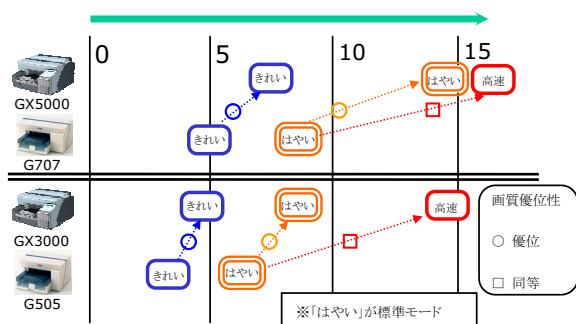 0
5
10
15
きれい
はやい
高速
GX5000
きれい
はやい
G707
きれい
はやい
高速
GX3000
きれい
はやい
G505
画質優位性
○ 優位
□ 同等
※「はやい」が標準モード